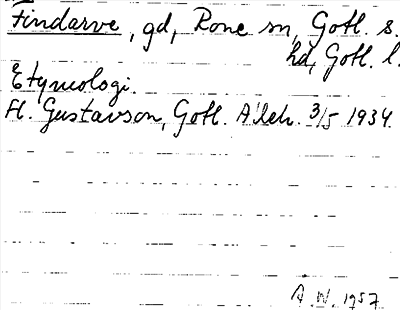 Findarve, gd, Rone sn, Gotl. s.
hd, Gotl. l.
Etymologi.
H. Gustavson, Gotl. Alleh. 3/5 1934.
A. W. 1957